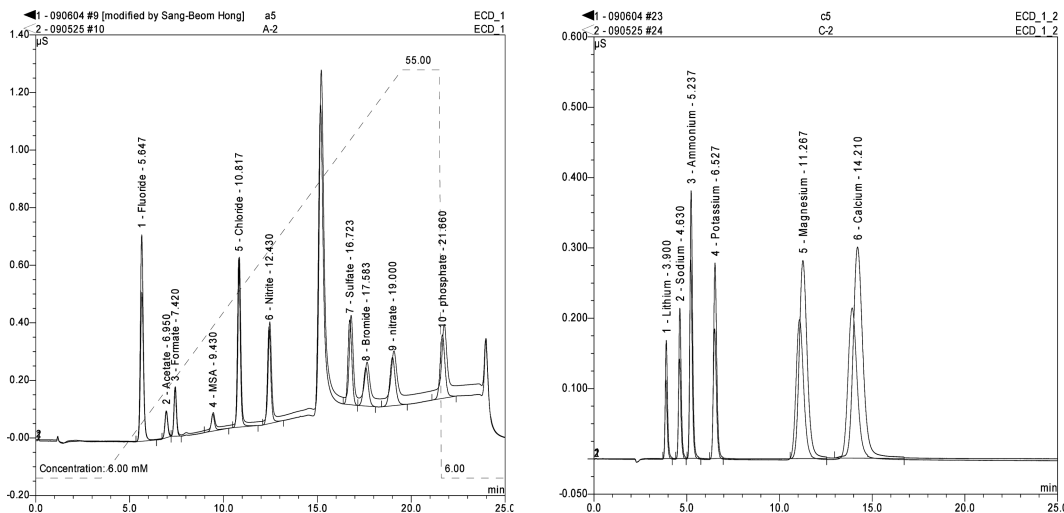 1 - 090604 #9 [modified by Sang-Beom Hong] a5 ECD_1
2 - 090525 #10 A-2 ECD_1
1.40
µS
1.20
1.00
0.80
0.60
0.40
0.20
-0.00
-0.20
1 - Fluoride - 5.647
2 - Acetate - 6.950
3 - Formate - 7.420
4 - MSA - 9.430
5 - Chloride - 10.817
6 - Nitrite - 12.430
7 - Sulfate - 16.723
8 - Bromide - 17.583
9 - nitrate - 19.000
10 - phosphate - 21.660
55.00
Concentration: 6.00 mM
6.00
min
0.0 5.0 10.0 15.0 20.0 25.0
1 - 090604 #23 c5 ECD_1_2
2 - 090525 #24 C-2 ECD_1_2
0.600
µS
0.500
0.400
0.300
0.200
0.100
-0.050
1 - Lithium - 3.900
2 - Sodium - 4.630
3 - Ammonium - 5.237
4 - Potassium - 6.527
5 - Magnesium - 11.267
6 - Calcium - 14.210
min
0.0 5.0 10.0 15.0 20.0